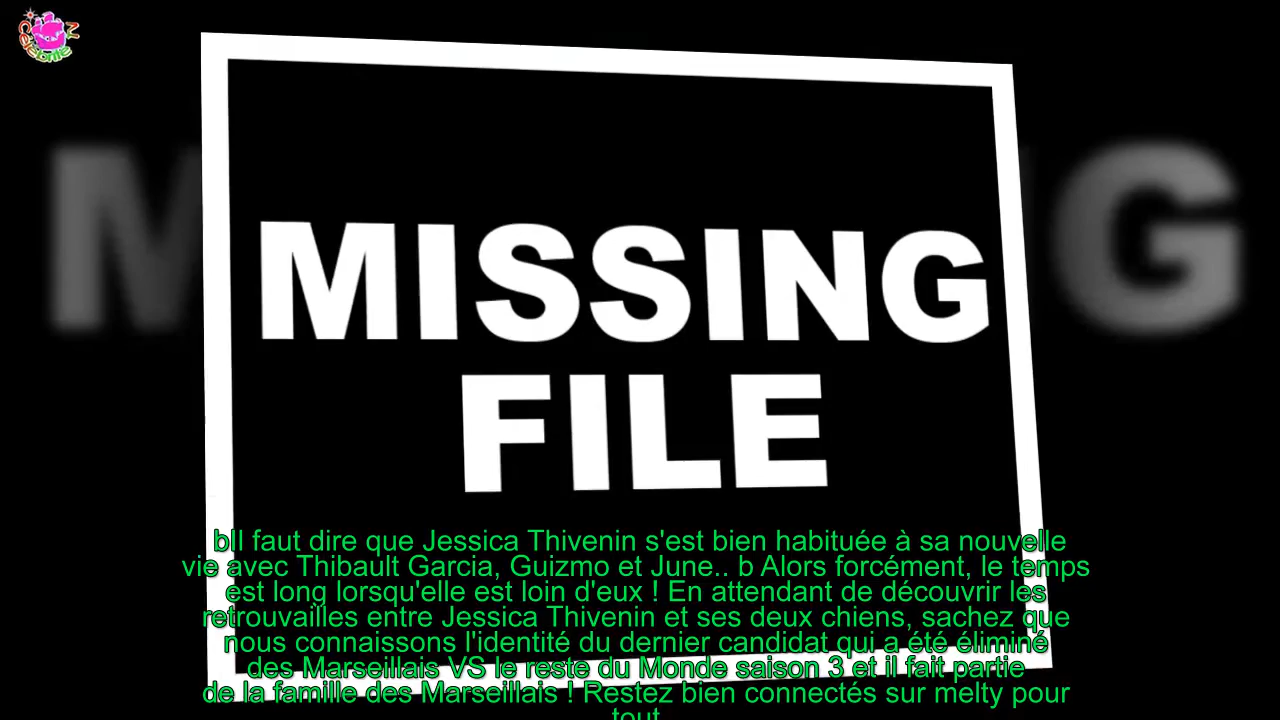 Célébrité N
M G
MISSING
FILE
bIl faut dire que Jessica Thivenin s'est bien habituée à sa nouvelle
vie avec Thibault Garcia, Guizmo et June.. b Alors forcément, le temps
est long lorsqu'elle est loin d'eux ! En attendant de découvrir les
retrouvailles entre Jessica Thivenin et ses deux chiens, sachez que
nous connaissons l'identité du dernier candidat qui a été éliminé
des Marseillais VS le reste du Monde saison 3 et il fait partie
de la famille des Marseillais ! Restez bien connectés sur melty pour
tout